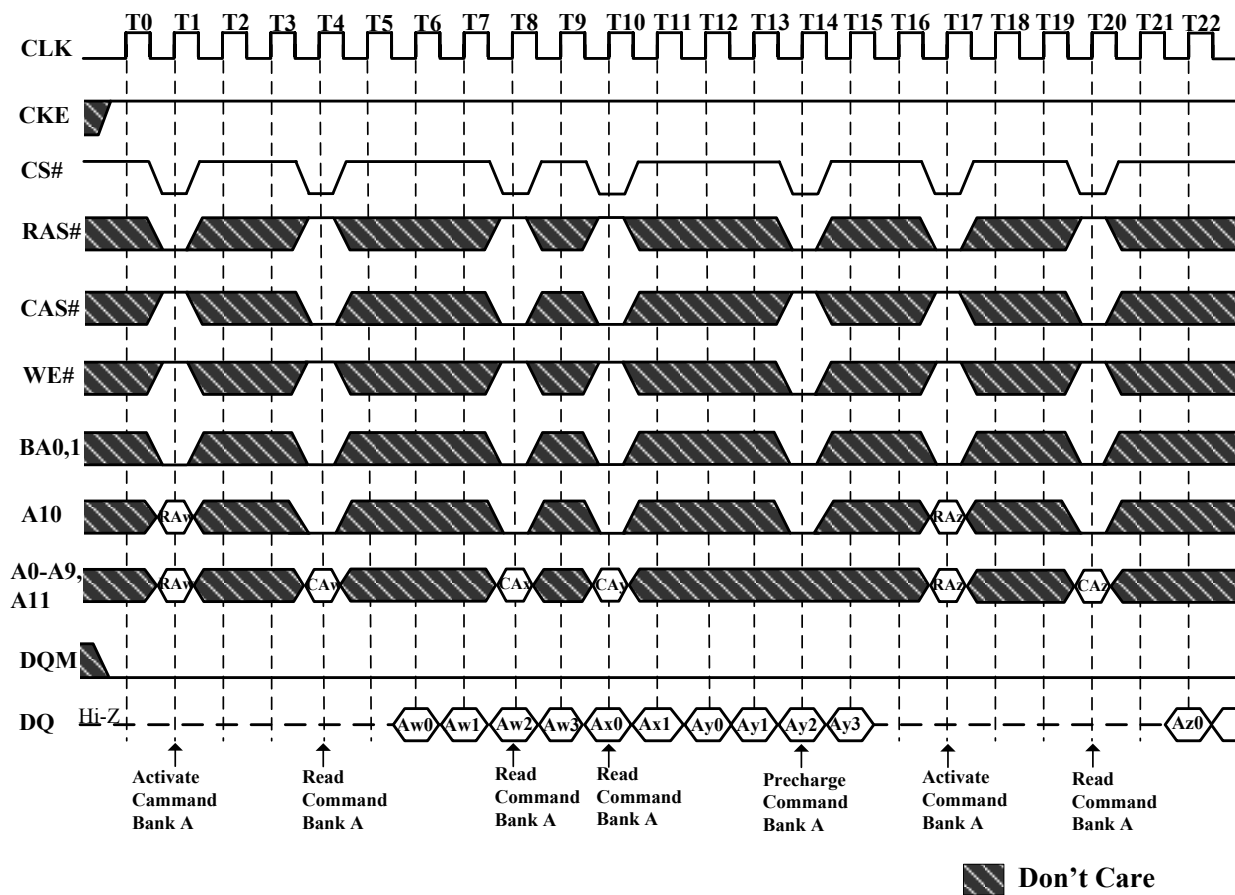 T0 T1 T2 T3 T4 T5 T6 T7 T8 T9 T10 T11 T12 T13 T14 T15 T16 T17 T18 T19 T20 T21 T22
CLK
CKE
CS#
RAS#
CAS#
WE#
BA0,1
A10 RAw RAz
A0-A9,
A11 RAw CAw CAx CAy RAz CAz
DQM
DQ Hi-Z Aw0 Aw1 Aw2 Aw3 Ax0 Ax1 Ay0 Ay1 Ay2 Ay3 Az0
Activate
Cammand
Bank A
Read
Command
Bank A
Read
Command
Bank A
Read
Command
Bank A
Precharge
Command
Bank A
Activate
Command
Bank A
Read
Command
Bank A
Don't Care